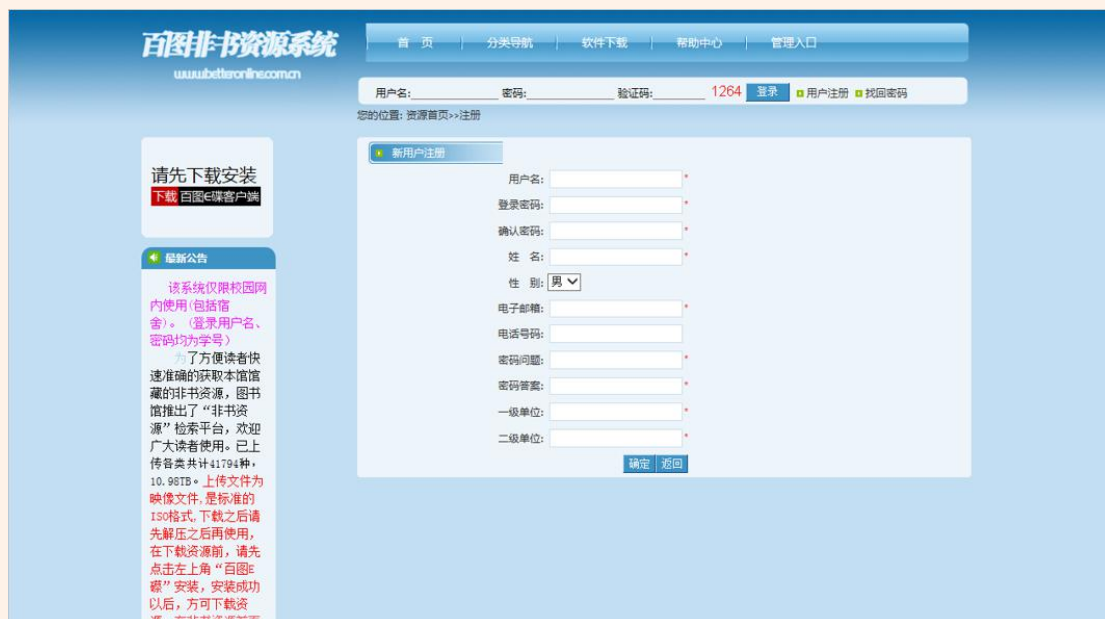 百图非书资源系统
www.betteronline.com.cn
首 页 分类导航 软件下载 帮助中心 管理入口
用户名: 密码: 验证码: 1264 登录 用户注册 找回密码
您的位置: 资源首页>>注册
请先下载安装
下载 百图E碟客户端
最新公告
该系统仅限校园网
内使用(包括宿
舍)。（登录用户名、
密码均为学号）
为了方便读者快
速准确的获取本馆馆
藏的非书资源，图书
馆推出了“非书资
源”检索平台，欢迎
广大读者使用。已上
传各类共计41794种，
10.98TB。上传文件为
映像文件,是标准的
ISO格式,下载之后请
先解压之后再使用，
在下载资源前，请先
点击左上角“百图E
碟”安装，安装成功
以后，方可下载资
新用户注册
用户名: *
登录密码: *
确认密码: *
姓 名: *
性 别: 男
电子邮箱: *
电话号码:
密码问题: *
密码答案: *
一级单位: *
二级单位: *
确定 返回